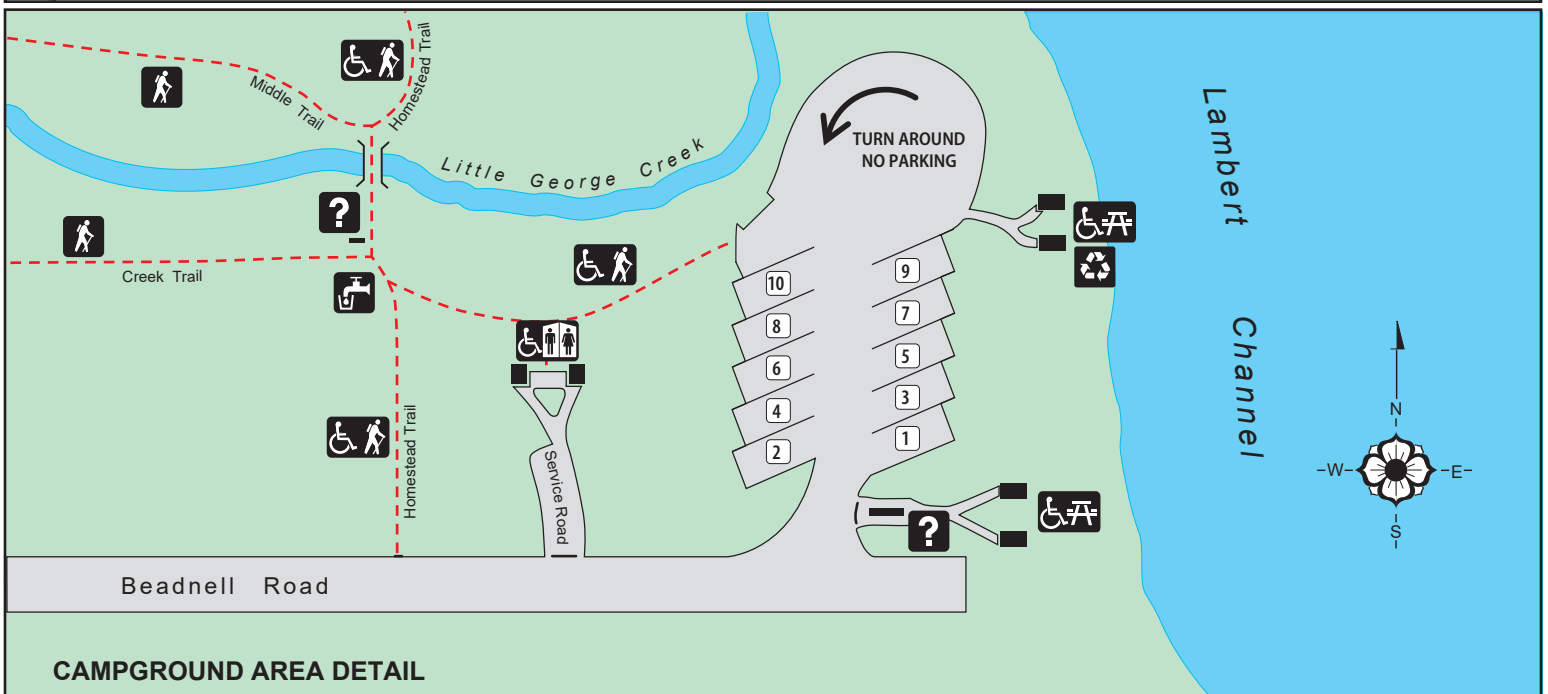 Middle Trail
Homestead Trail
Little George Creek
TURN AROUND
NO PARKING
Lambert Channel
?
Creek Trail
10
9
8
7
6
5
4
3
2
1
Homestead Trail
Service Road
?
N
W
E
S
Beadnell Road
CAMPGROUND AREA DETAIL